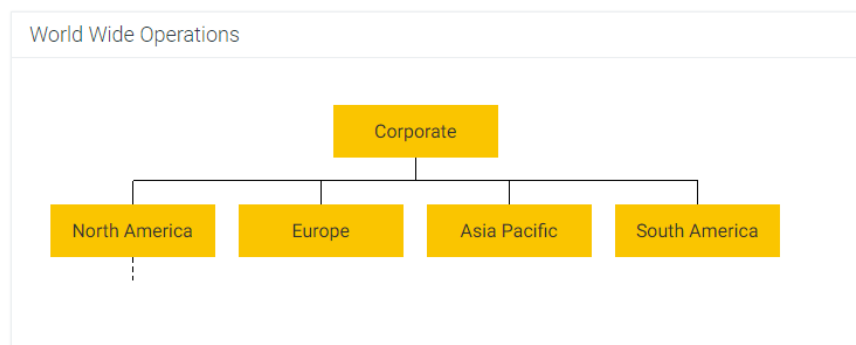 World Wide Operations
Corporate
North America
Europe
Asia Pacific
South America